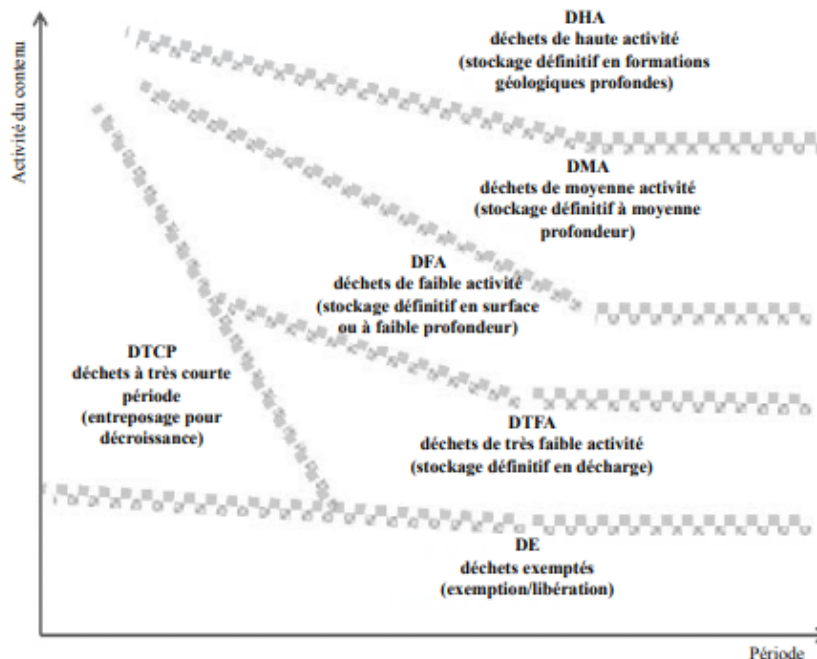 Activité du contenu
DHA
déchets de haute activité
(stockage définitif en formations
géologiques profondes)
DMA
déchets de moyenne activité
(stockage définitif à moyenne
profondeur)
DFA
déchets de faible activité
(stockage définitif en surface
ou à faible profondeur)
DTCP
déchets à très courte
période
(entreposage pour
décroissance)
DTFA
déchets de très faible activité
(stockage définitif en décharge)
DE
déchets exemptés
(exemption/libération)
Période